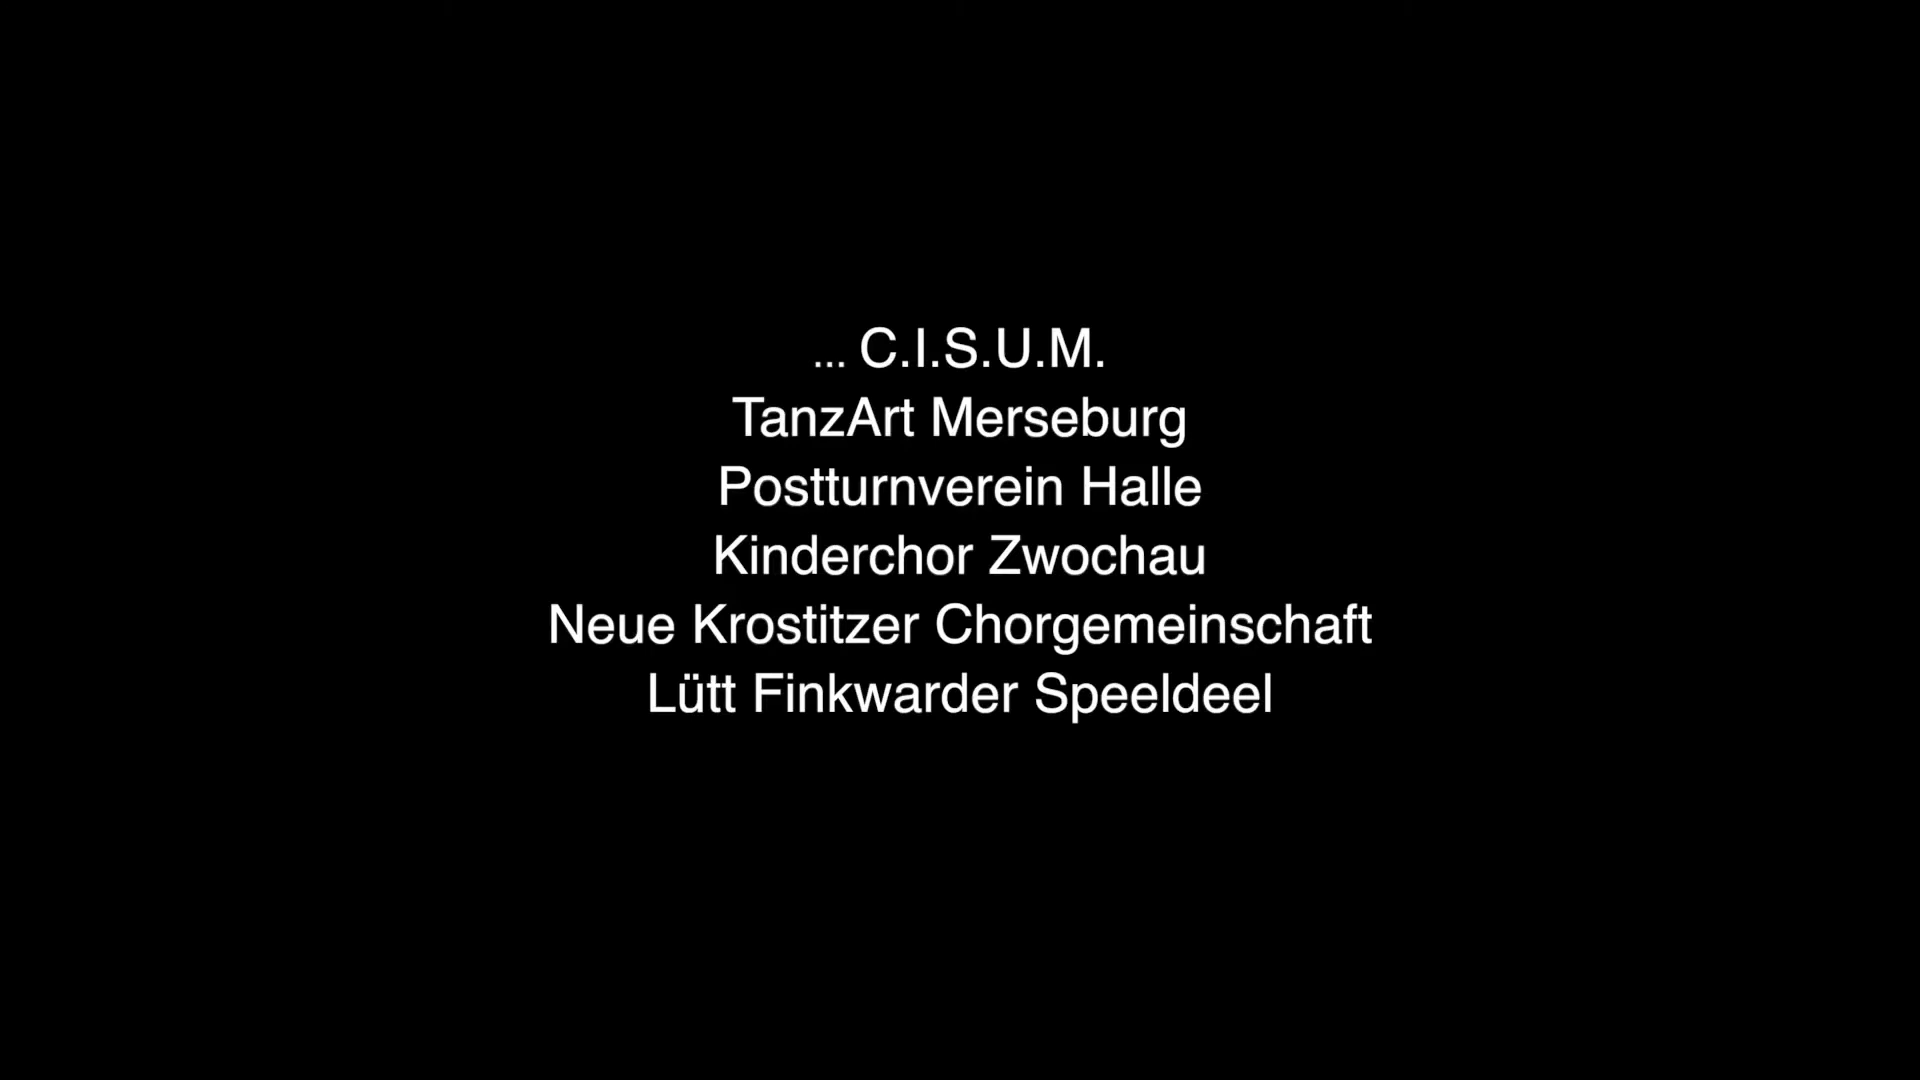 ... C.I.S.U.M.
TanzArt Merseburg
Postturnverein Halle
Kinderchor Zwochau
Neue Krostitzer Chorgemeinschaft
Lütt Finkwarder Speeldeel